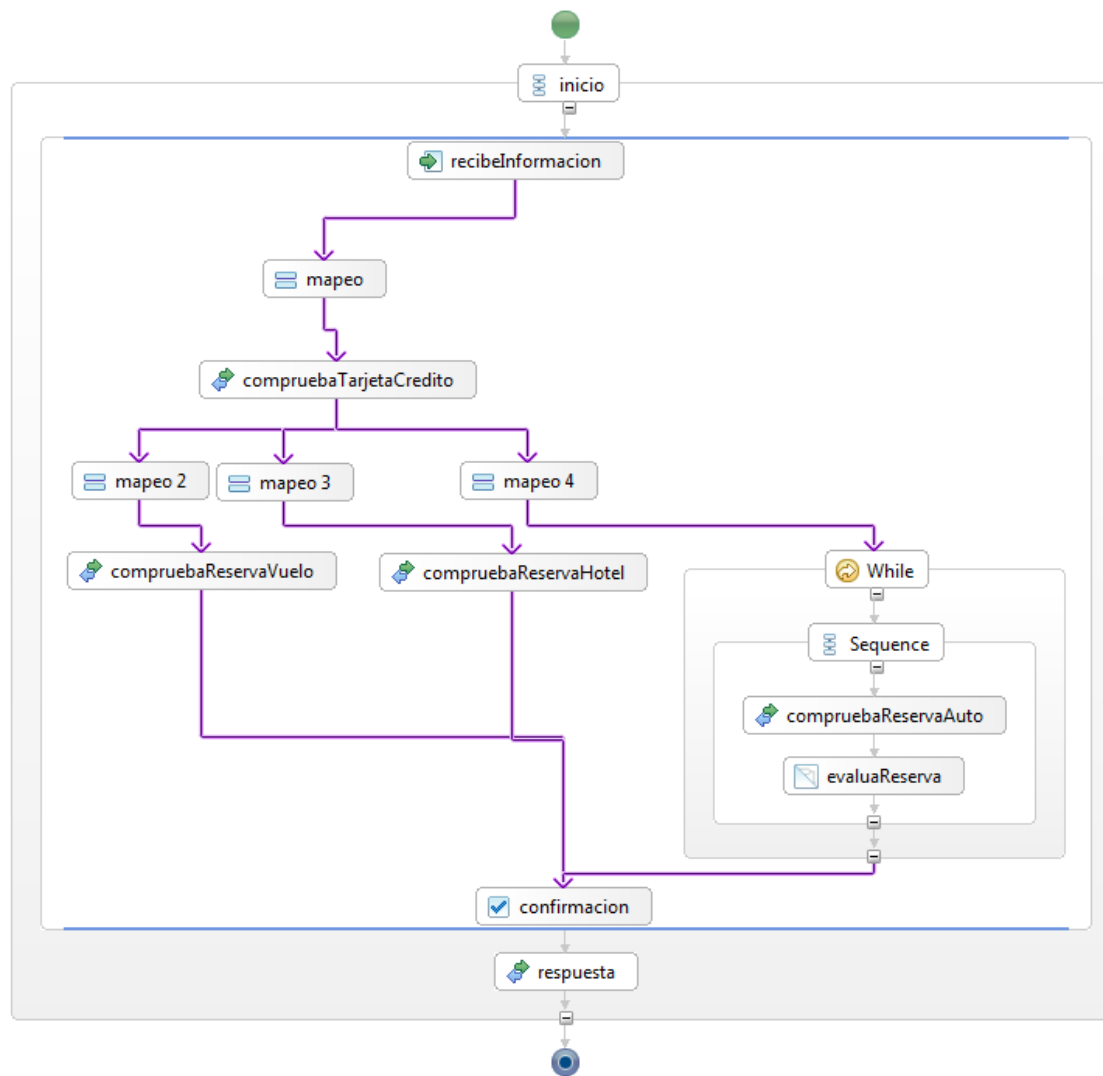 inicio
recibeInformacion
mapeo
compruebaTarjetaCredito
mapeo 2
mapeo 3
mapeo 4
compruebaReservaVuelo
compruebaReservaHotel
While
Sequence
compruebaReservaAuto
evaluaReserva
confirmacion
respuesta